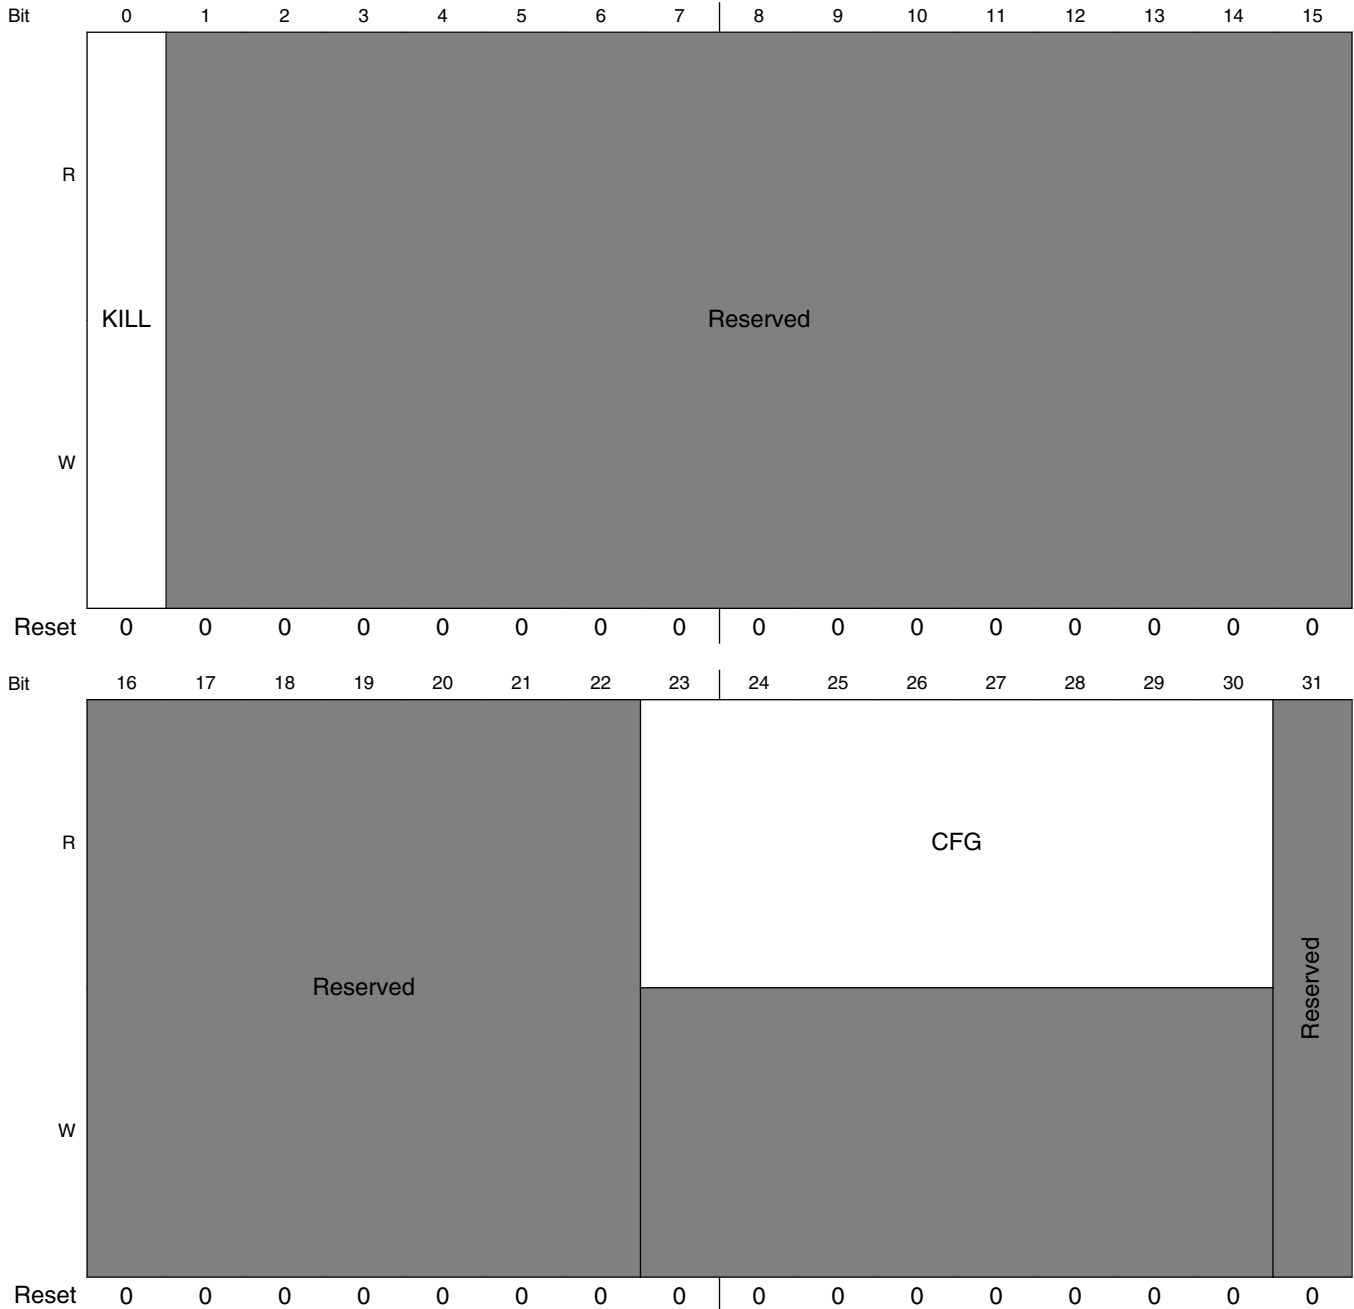 Bit 0 1 2 3 4 5 6 7 8 9 10 11 12 13 14 15
R
KILL Reserved
W
Reset 0 0 0 0 0 0 0 0 0 0 0 0 0 0 0 0
Bit 16 17 18 19 20 21 22 23 24 25 26 27 28 29 30 31
R CFG
Reserved Reserved
W
Reset 0 0 0 0 0 0 0 0 0 0 0 0 0 0 0 0